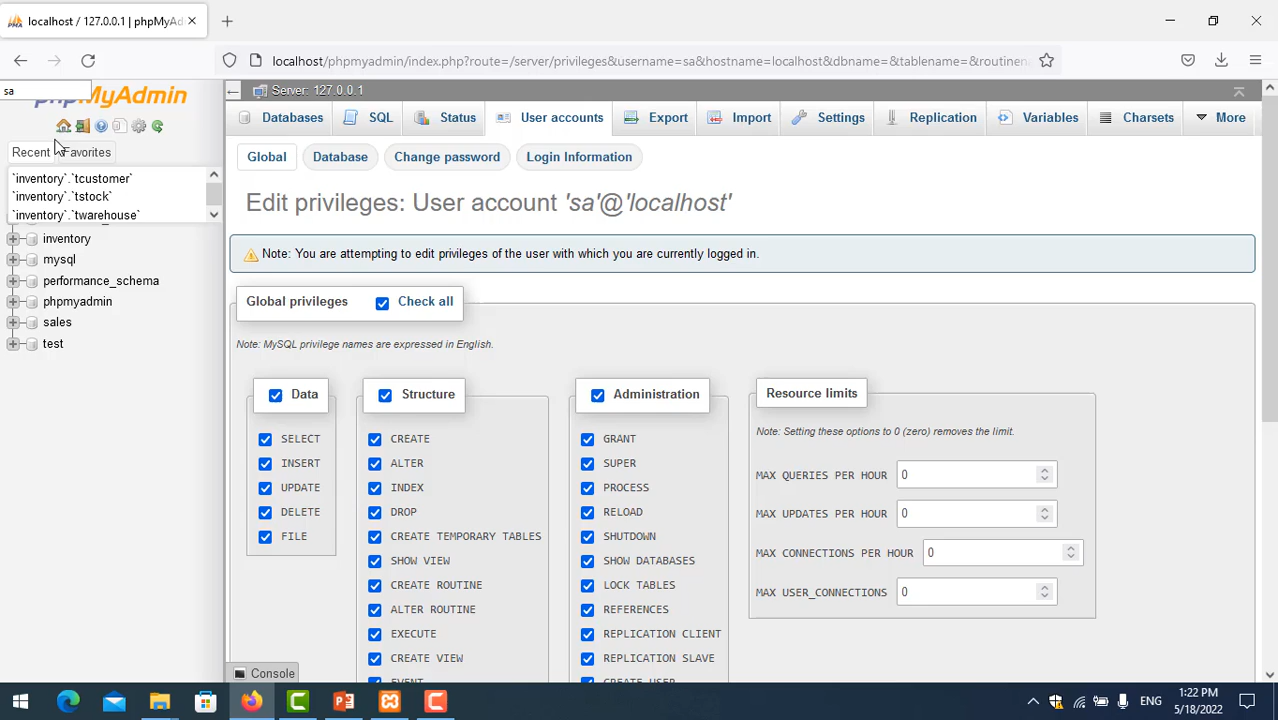 localhost / 127.0.0.1 | phpMyAd
localhost/phpmyadmin/index.php?route=/server/privileges&username=sa&hostname=localhost&dbname=&tablename=&routinen
sa
phpMyAdmin
Recent Favorites
`inventory`.`tcustomer`
`inventory`.`tstock`
`inventory`.`twarehouse`
inventory
mysql
performance_schema
phpmyadmin
sales
test
Server: 127.0.0.1
Databases SQL Status User accounts Export Import Settings Replication Variables Charsets More
Global Database Change password Login Information
Edit privileges: User account 'sa'@'localhost'
Note: You are attempting to edit privileges of the user with which you are currently logged in.
Global privileges Check all
Note: MySQL privilege names are expressed in English.
Data
SELECT
INSERT
UPDATE
DELETE
FILE
Structure
CREATE
ALTER
INDEX
DROP
CREATE TEMPORARY TABLES
SHOW VIEW
CREATE ROUTINE
ALTER ROUTINE
EXECUTE
CREATE VIEW
EVENT
Administration
GRANT
SUPER
PROCESS
RELOAD
SHUTDOWN
SHOW DATABASES
LOCK TABLES
REFERENCES
REPLICATION CLIENT
REPLICATION SLAVE
CREATE USER
Resource limits
Note: Setting these options to 0 (zero) removes the limit.
MAX QUERIES PER HOUR 0
MAX UPDATES PER HOUR 0
MAX CONNECTIONS PER HOUR 0
MAX USER_CONNECTIONS 0
Console
ENG
1:22 PM
5/18/2022